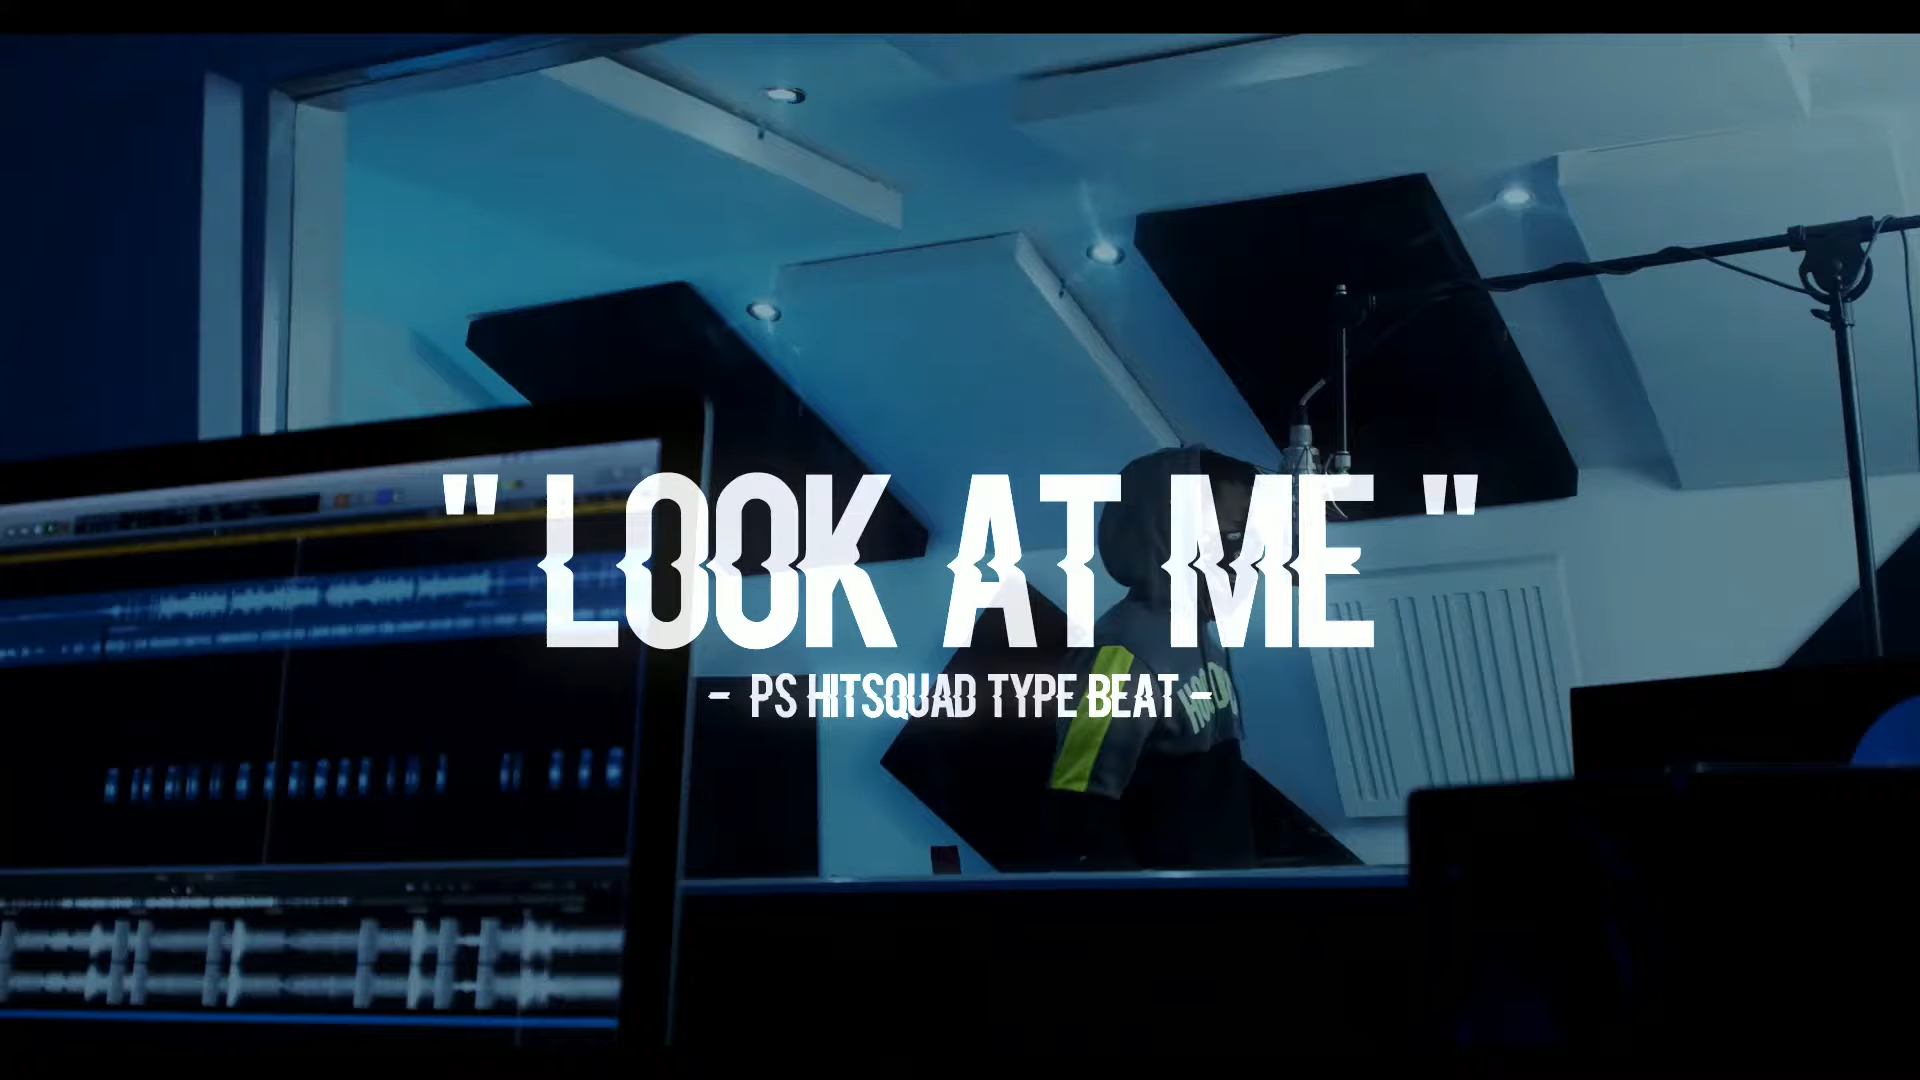 " LOOK AT ME "
- PS HITSQUAD TYPE BEAT -